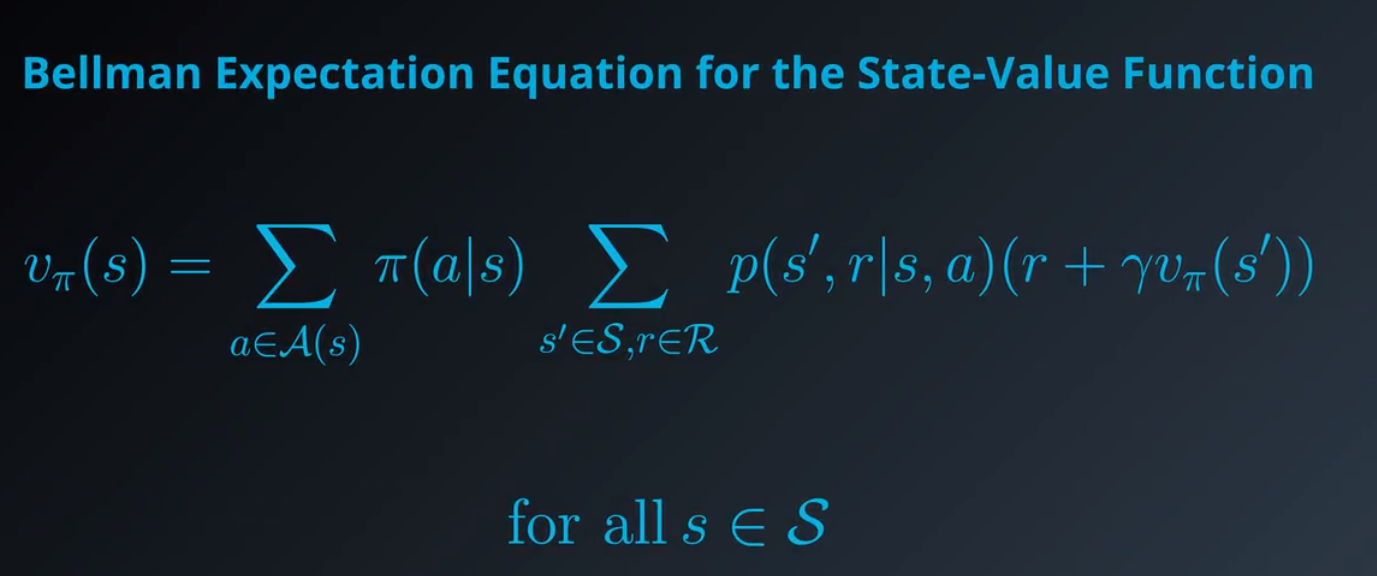 Bellman Expectation Equation for the State-Value Function
vπ(s) = ∑ π(a|s) ∑ p(s′, r|s, a)(r + γvπ(s′))
a∈𝒜(s) s′∈𝒮,r∈ℛ
for all s ∈ 𝒮